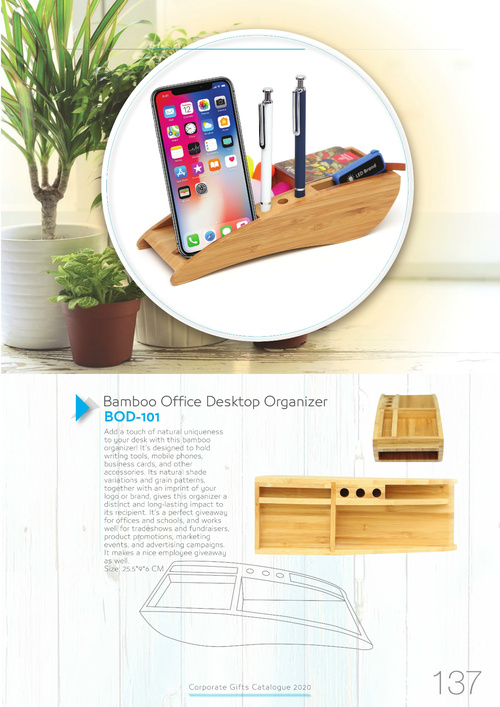 LED Brand
Bamboo Office Desktop Organizer
BOD-101
Add a touch of natural uniqueness
to your desk with this bamboo
organizer! It's designed to hold
writing tools, mobile phones,
business cards, and other
accessories. Its natural shade
variations and grain patterns,
together with an imprint of your
logo or brand, gives this organizer a
distinct and long-lasting impact to
its recipient. It's a perfect giveaway
for offices and schools, and works
well for tradeshows and fundraisers,
product promotions, marketing
events, and advertising campaigns.
It makes a nice employee giveaway
as well.
Size: 25.5*9*6 CM
Corporate Gifts Catalogue 2020
137